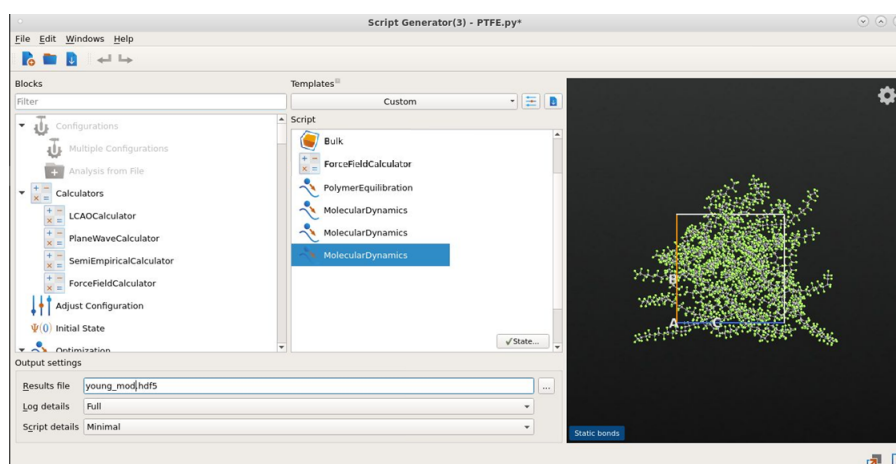 Script Generator(3) - PTFE.py*
File Edit Windows Help
Blocks
Templates
Filter
Custom
Script
Configurations
Multiple Configurations
Analysis from File
Calculators
LCAOCalculator
PlaneWaveCalculator
SemiEmpiricalCalculator
ForceFieldCalculator
Adjust Configuration
Ψ(0) Initial State
Optimization
Bulk
ForceFieldCalculator
PolymerEquilibration
MolecularDynamics
MolecularDynamics
MolecularDynamics
✓State...
B
A
C
Output settings
Results file young_mod.hdf5 ...
Log details Full
Script details Minimal
Static bonds